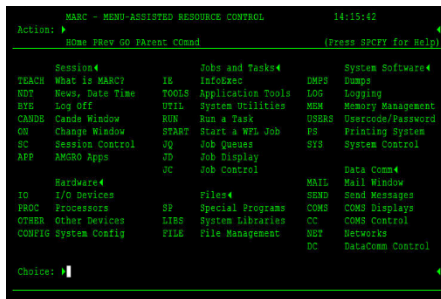 MARC - MENU-ASSISTED RESOURCE CONTROL 14:15:42
Action:
HOme PRev GO PArent COmnd (Press SPCFY for Help)
Session Jobs and Tasks System Software
TEACH What is MARC? IE InfoExec DMPS Dumps
NDT News, Date Time TOOLS Application Tools LOG Logging
BYE Log Off UTIL System Utilities MEM Memory Management
CANDE Cande Window RUN Run a Task USERS Usercode/Password
ON Change Window START Start a WFL Job PS Printing System
SC Session Control JQ Job Queues SYS System Control
APP AMGRO Apps JD Job Display
JC Job Control Data Comm
Hardware MAIL Mail Window
IO I/O Devices Files SEND Send Messages
PROC Processors SP Special Programs COMS COMS Displays
OTHER Other Devices LIBS System Libraries CC COMS Control
CONFIG System Config FILE File Management NET Networks
DC DataComm Control
Choice: